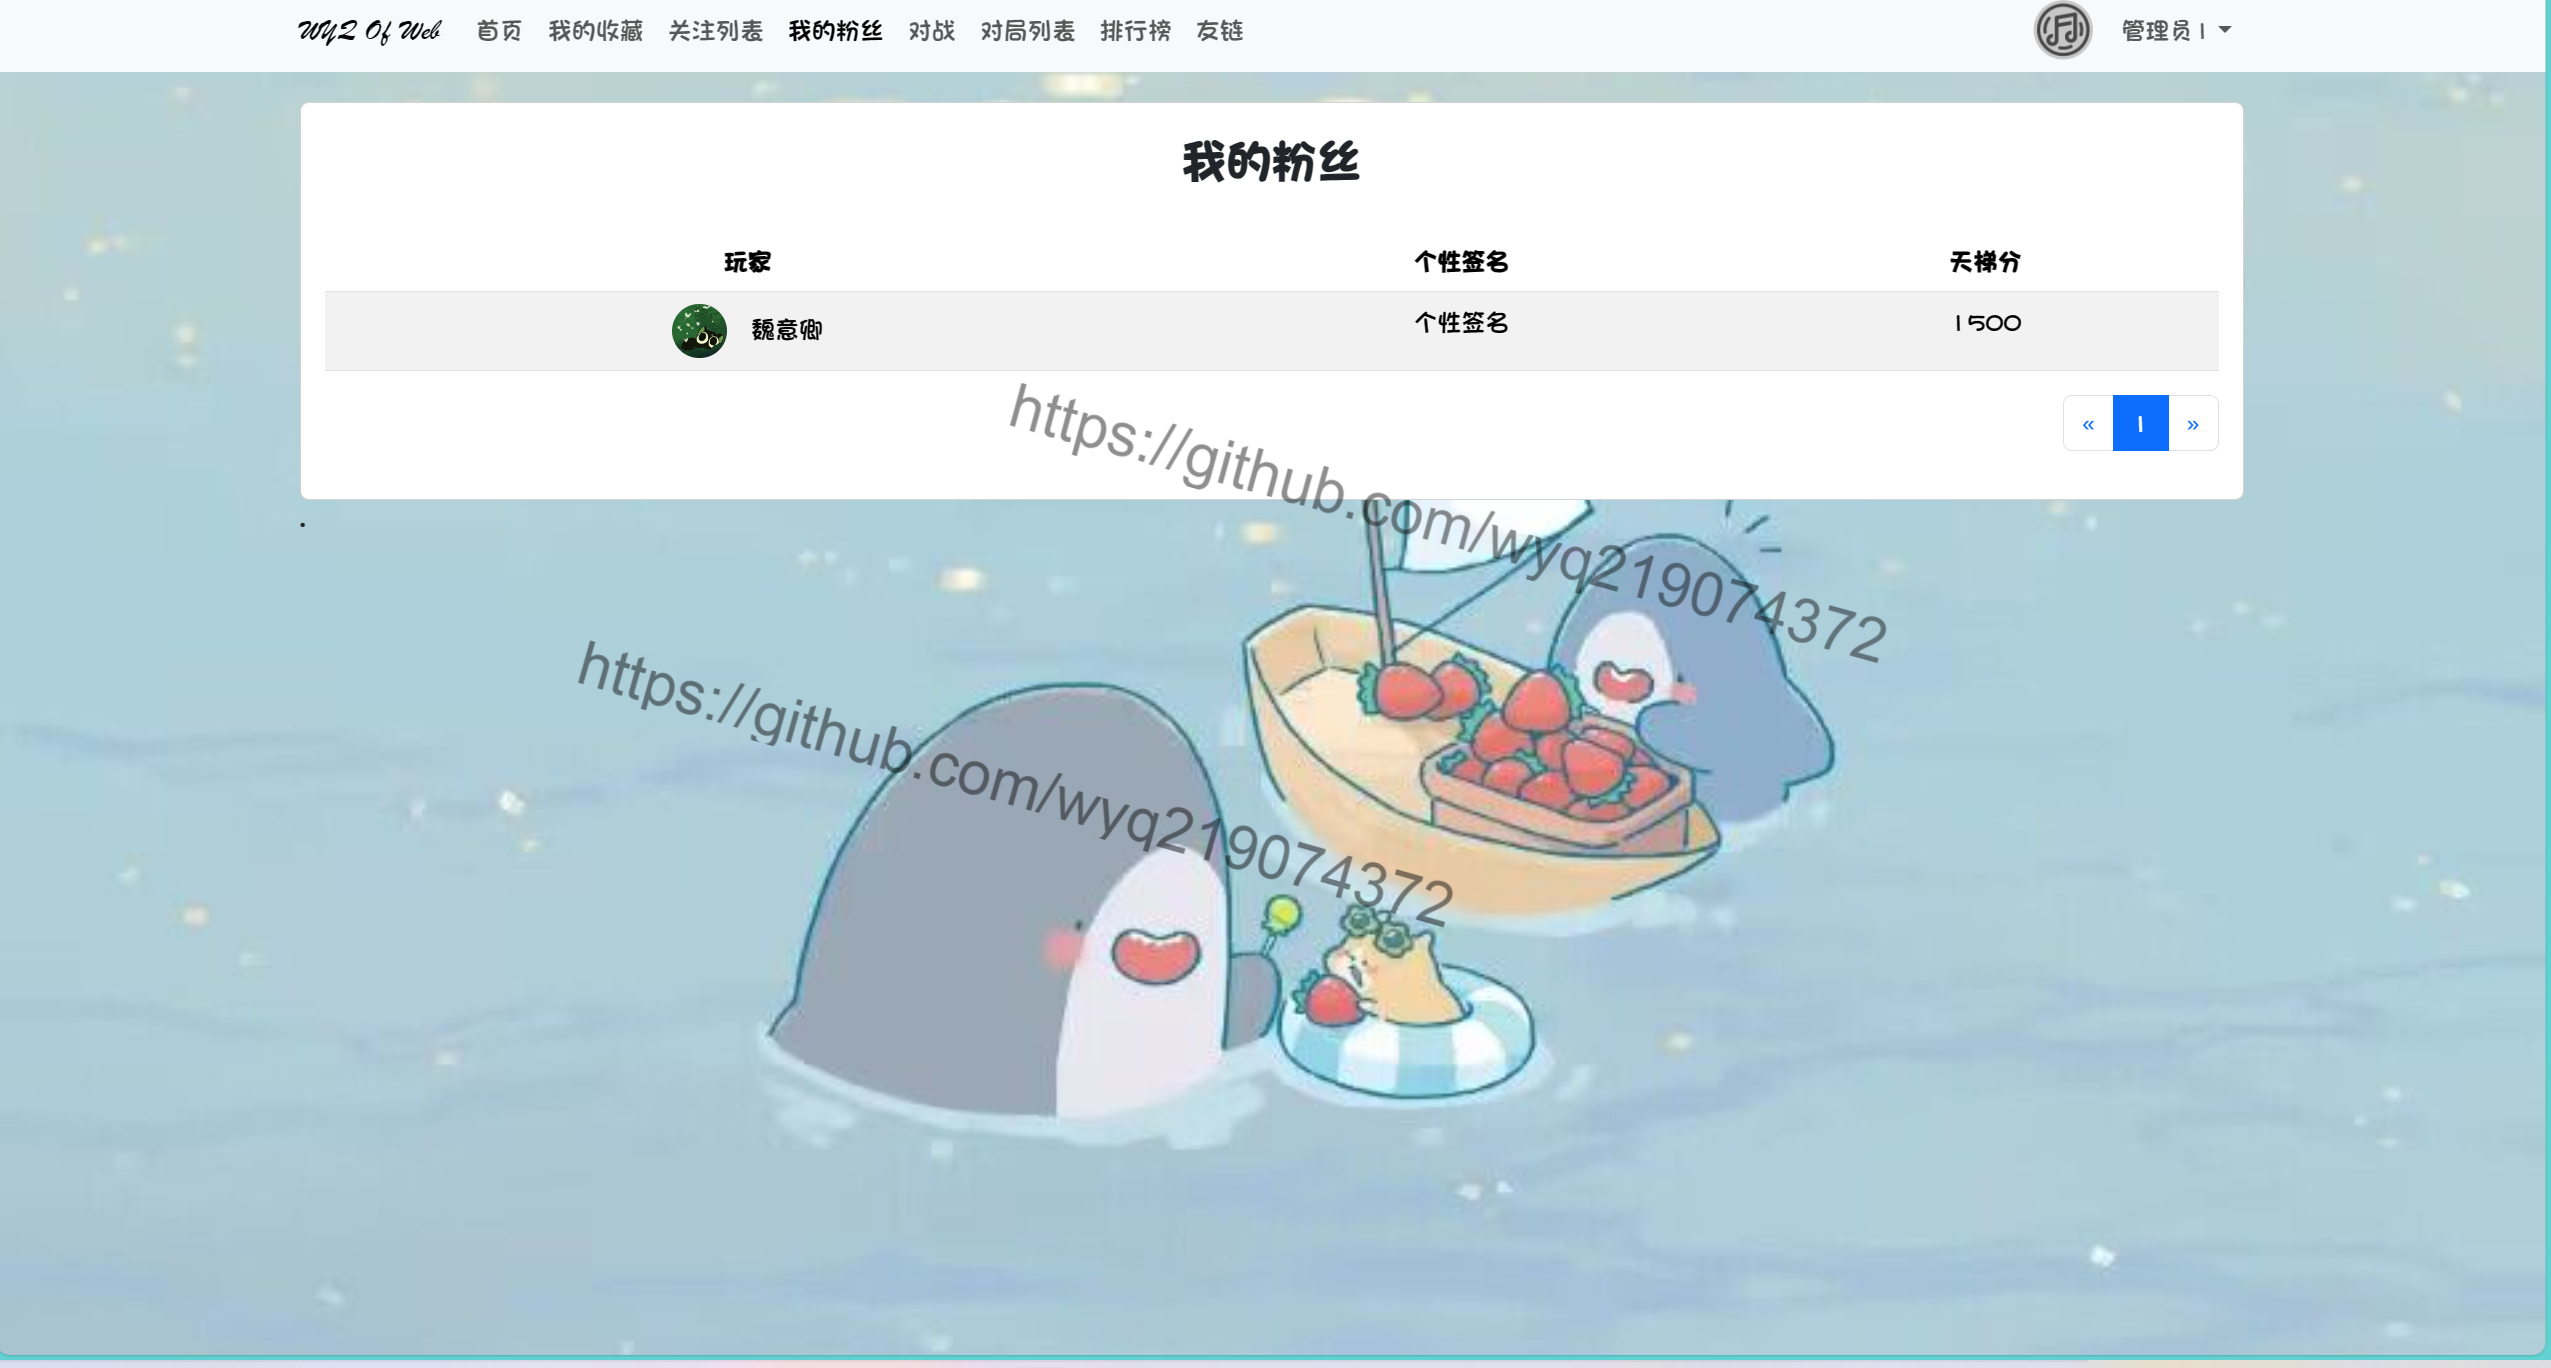 WYQ Of Web 首页 我的收藏 关注列表 我的粉丝 对战 对局列表 排行榜 友链 管理员1
我的粉丝
玩家 个性签名 天梯分
魏意卿 个性签名 1500
« 1 »
.
https://github.com/wyq219074372
https://github.com/wyq219074372